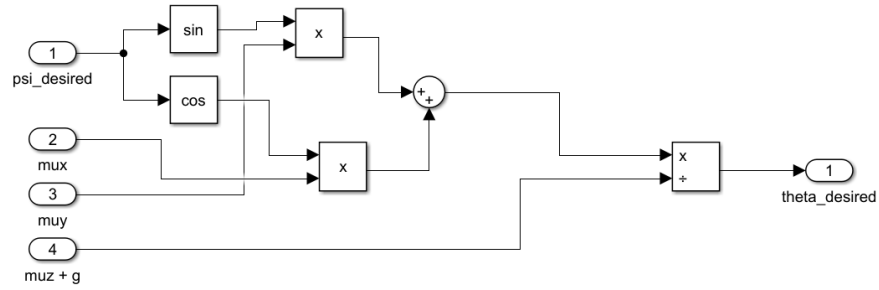 sin
x
1
psi_desired
+
+
cos
2
mux
x
x
÷
1
theta_desired
3
muy
4
muz + g